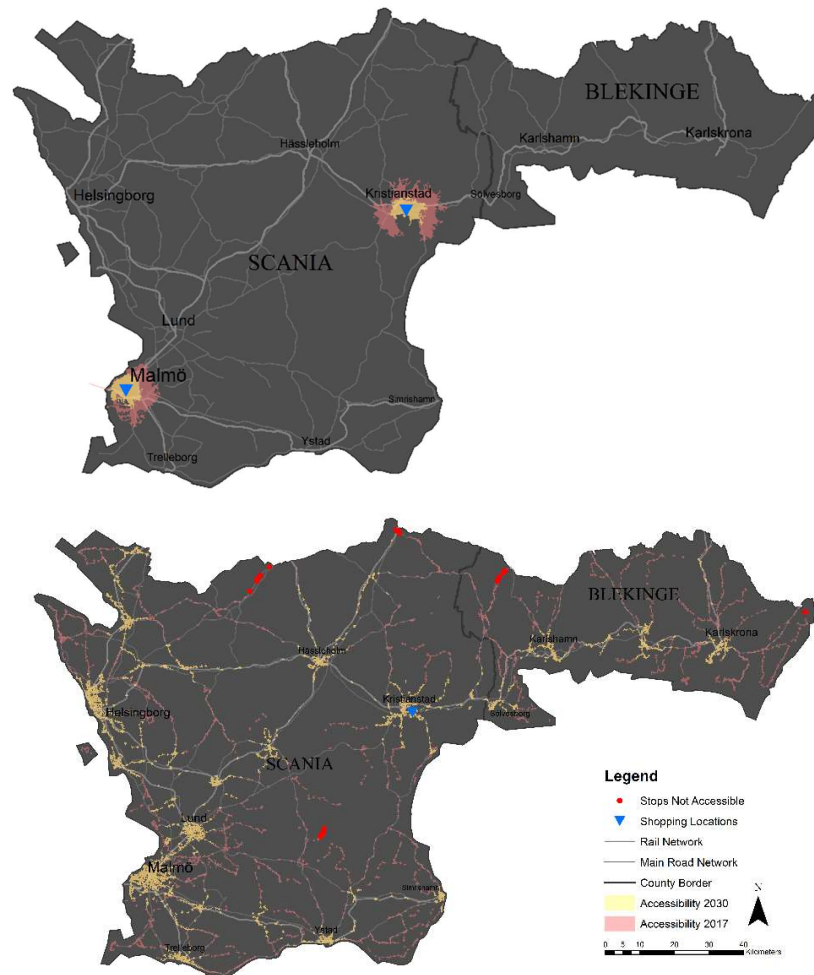 BLEKINGE
Karlshamn
Karlskrona
Hässleholm
Helsingborg
Kristianstad
Sölvesborg
SCANIA
Lund
Malmö
Simrishamn
Ystad
Trelleborg
BLEKINGE
Karlshamn
Karlskrona
Hässleholm
Kristianstad
Helsingborg
Sölvesborg
SCANIA
Legend
Stops Not Accessible
Shopping Locations
Rail Network
Main Road Network
County Border
Accessibility 2030
Accessibility 2017
N
0 5 10 20 30 40
Kilometers
Lund
Malmö
Simrishamn
Ystad
Trelleborg